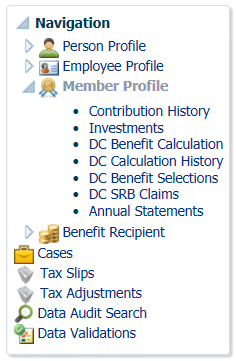 Navigation
Person Profile
Employee Profile
Member Profile
Contribution History
Investments
DC Benefit Calculation
DC Calculation History
DC Benefit Selections
DC SRB Claims
Annual Statements
Benefit Recipient
Cases
Tax Slips
Tax Adjustments
Data Audit Search
Data Validations